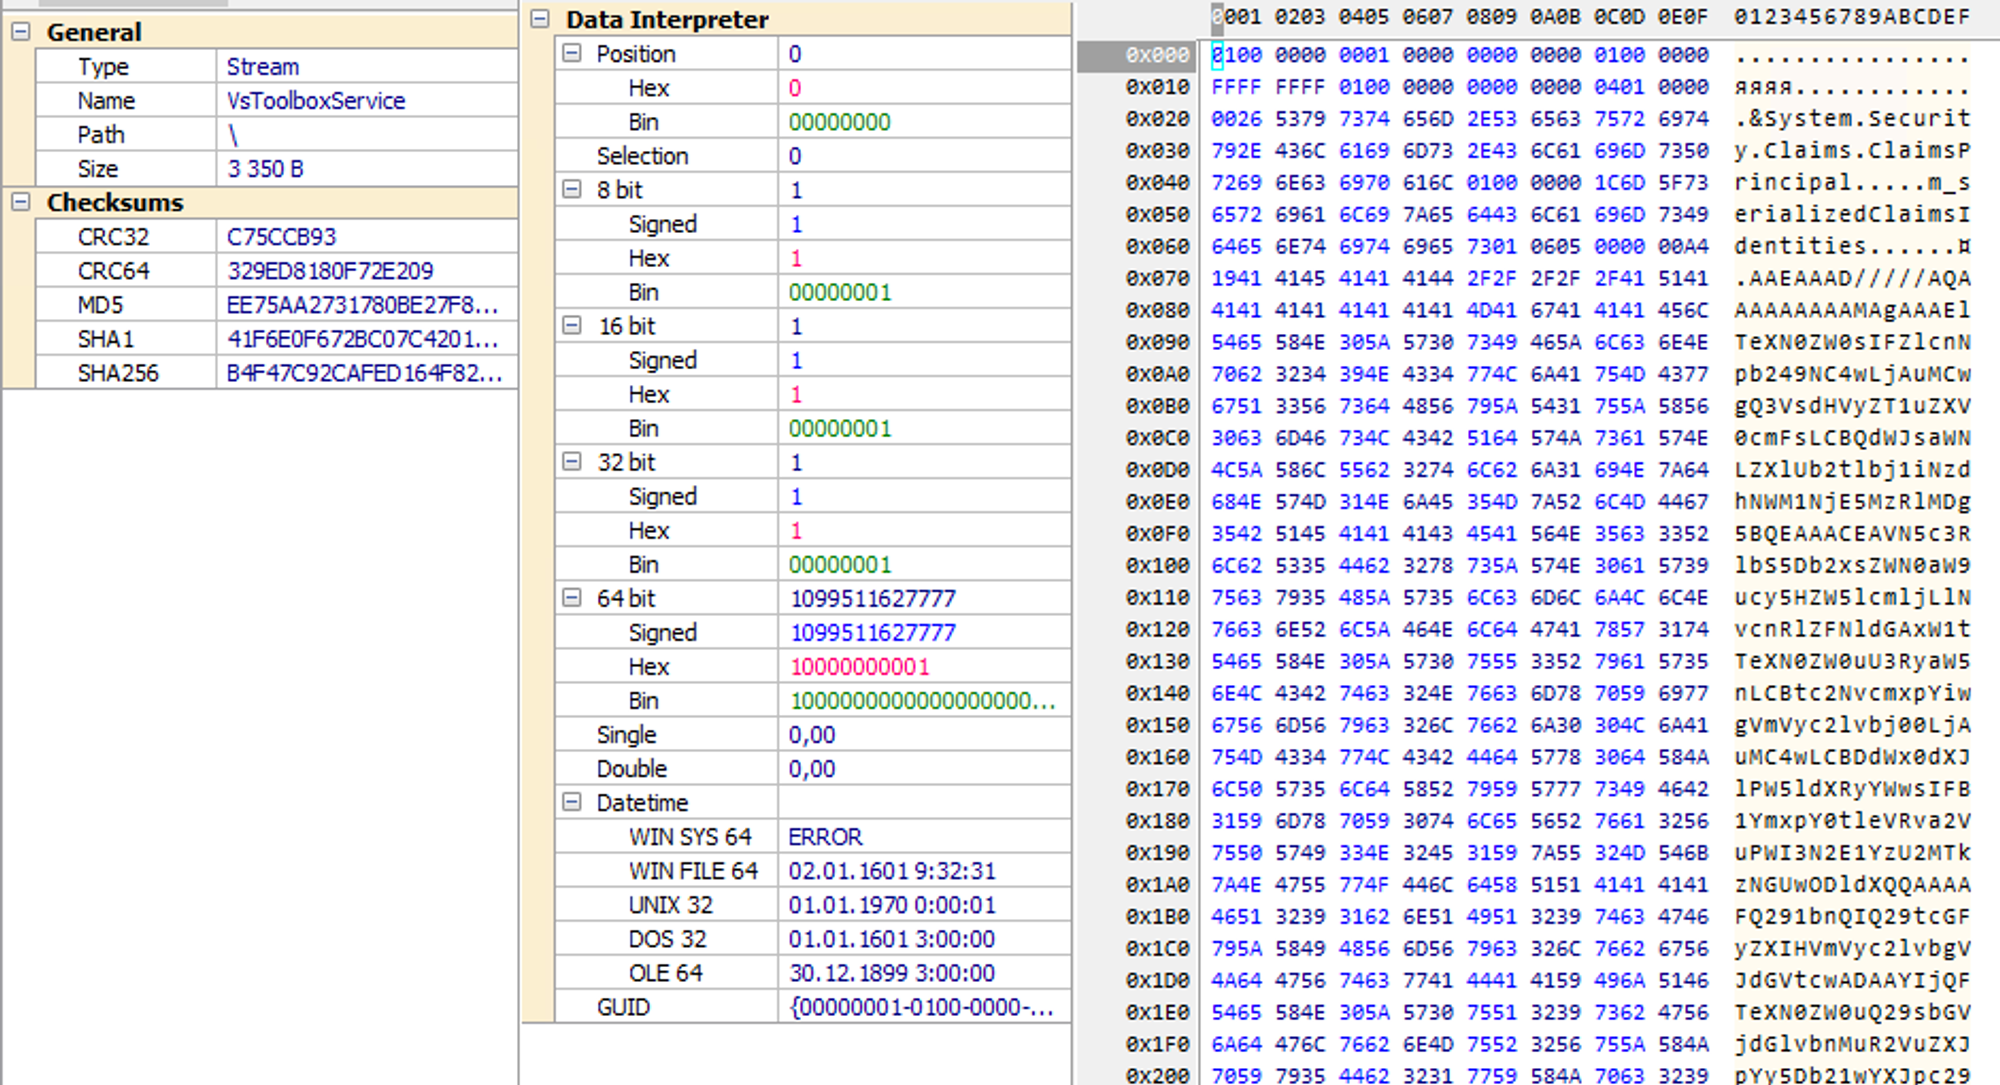 General
Type Stream
Name VsToolboxService
Path \
Size 3 350 B
Checksums
CRC32 C75CCB93
CRC64 329ED8180F72E209
MD5 EE75AA2731780BE27F8...
SHA1 41F6E0F672BC07C4201...
SHA256 B4F47C92CAFED164F82...
Data Interpreter
Position 0
Hex 0
Bin 00000000
Selection 0
8 bit 1
Signed 1
Hex 1
Bin 00000001
16 bit 1
Signed 1
Hex 1
Bin 00000001
32 bit 1
Signed 1
Hex 1
Bin 00000001
64 bit 1099511627777
Signed 1099511627777
Hex 10000000001
Bin 1000000000000000000...
Single 0,00
Double 0,00
Datetime
WIN SYS 64 ERROR
WIN FILE 64 02.01.1601 9:32:31
UNIX 32 01.01.1970 0:00:01
DOS 32 01.01.1601 3:00:00
OLE 64 30.12.1899 3:00:00
GUID {00000001-0100-0000-...
0001 0203 0405 0607 0809 0A0B 0C0D 0E0F 0123456789ABCDEF
0x000 0100 0000 0001 0000 0000 0000 0100 0000 ................
0x010 FFFF FFFF 0100 0000 0000 0000 0401 0000 яяяя............
0x020 0026 5379 7374 656D 2E53 6563 7572 6974 .&System.Securit
0x030 792E 436C 6169 6D73 2E43 6C61 696D 7350 y.Claims.ClaimsP
0x040 7269 6E63 6970 616C 0100 0000 1C6D 5F73 rincipal.....m_s
0x050 6572 6961 6C69 7A65 6443 6C61 696D 7349 erializedClaimsI
0x060 6465 6E74 6974 6965 7301 0605 0000 00A4 dentities......¤
0x070 1941 4145 4141 4144 2F2F 2F2F 2F41 5141 .AAEAAAD/////AQA
0x080 4141 4141 4141 4141 4D41 6741 4141 456C AAAAAAAAMAgAAAEl
0x090 5465 584E 305A 5730 7349 465A 6C63 6E4E TeXN0ZW0sIFZlcnN
0x0A0 7062 3234 394E 4334 774C 6A41 754D 4377 pb249NC4wLjAuMCw
0x0B0 6751 3356 7364 4856 795A 5431 755A 5856 gQ3VsdHVyZT1uZXV
0x0C0 3063 6D46 734C 4342 5164 574A 7361 574E 0cmFsLCBQdWJsaWN
0x0D0 4C5A 586C 5562 3274 6C62 6A31 694E 7A64 LZXlUb2tlbj1iNzd
0x0E0 684E 574D 314E 6A45 354D 7A52 6C4D 4467 hNWM1NjE5MzRlMDg
0x0F0 3542 5145 4141 4143 4541 564E 3563 3352 5BQEAAACEAVN5c3R
0x100 6C62 5335 4462 3278 735A 574E 3061 5739 lbS5Db2xsZWN0aW9
0x110 7563 7935 485A 5735 6C63 6D6C 6A4C 6C4E ucy5HZW5lcmljLlN
0x120 7663 6E52 6C5A 464E 6C64 4741 7857 3174 vcnRlZFNldGAxW1t
0x130 5465 584E 305A 5730 7555 3352 7961 5735 TeXN0ZW0uU3RyaW5
0x140 6E4C 4342 7463 324E 7663 6D78 7059 6977 nLCBtc2NvcmxpYiw
0x150 6756 6D56 7963 326C 7662 6A30 304C 6A41 gVmVyc2lvbj00LjA
0x160 754D 4334 774C 4342 4464 5778 3064 584A uMC4wLCBDdWx0dXJ
0x170 6C50 5735 6C64 5852 7959 5777 7349 4642 lPW5ldXRyYWwsIFB
0x180 3159 6D78 7059 3074 6C65 5652 7661 3256 1YmxpY0tleVRva2V
0x190 7550 5749 334E 3245 3159 7A55 324D 546B uPWI3N2E1YzU2MTk
0x1A0 7A4E 4755 774F 446C 6458 5151 4141 4141 zNGUwODldXQQAAAA
0x1B0 4651 3239 3162 6E51 4951 3239 7463 4746 FQ291bnQIQ29tcGF
0x1C0 795A 5849 4856 6D56 7963 326C 7662 6756 yZXIHVmVyc2lvbgV
0x1D0 4A64 4756 7463 7741 4441 4159 496A 5146 JdGVtcwADAAYIjQF
0x1E0 5465 584E 305A 5730 7551 3239 7362 4756 TeXN0ZW0uQ29sbGV
0x1F0 6A64 476C 7662 6E4D 7552 3256 755A 584A jdGlvbnMuR2VuZXJ
0x200 7059 7935 4462 3231 7759 584A 7063 3239 pYy5Db21wYXJpc29